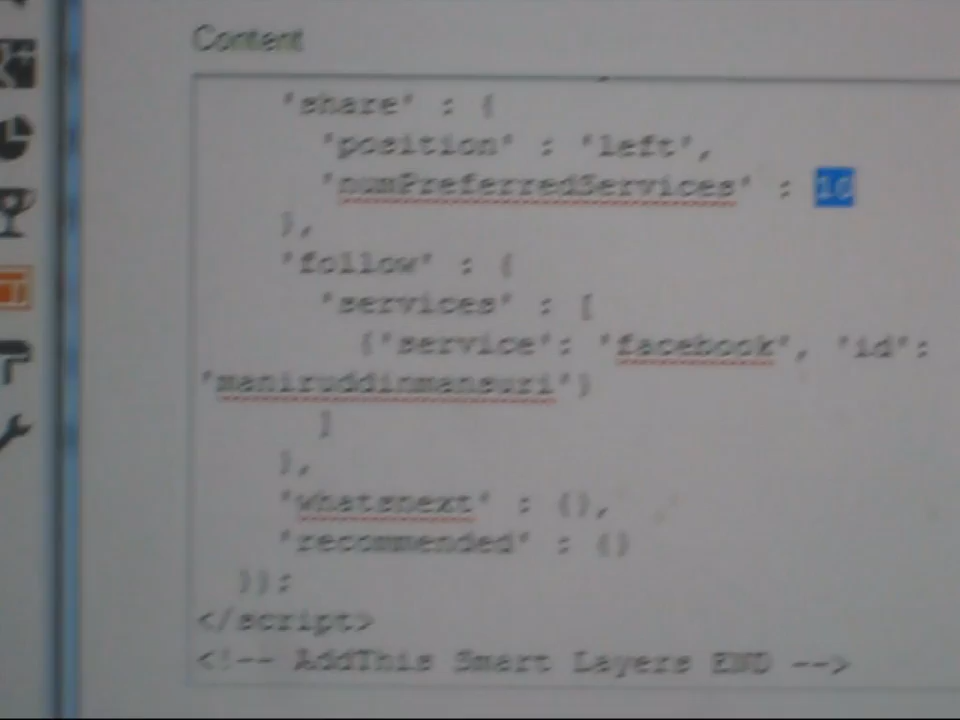 Content
'share' : {
'position' : 'left',
'numPreferredServices' : 10
},
'follow' : {
'services' : [
{'service': 'facebook', 'id':
'maniruddinmansuri'}
]
},
'whatsnext' : {},
'recommended' : {}
});
</script>
<!-- AddThis Smart Layers END -->